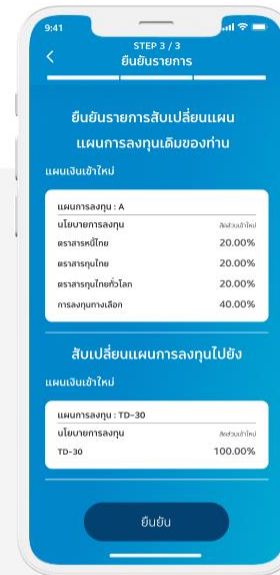 9:41
STEP 3 / 3
ยืนยันรายการ
ยืนยันรายการสับเปลี่ยนแผน
แผนการลงทุนเดิมของท่าน
แผนเงินเข้าใหม่
แผนการลงทุน : A
นโยบายการลงทุน สัดส่วนเข้าใหม่
ตราสารหนี้ไทย 20.00%
ตราสารทุนไทย 20.00%
ตราสารทุนไทยทั่วโลก 20.00%
การลงทุนทางเลือก 40.00%
สับเปลี่ยนแผนการลงทุนไปยัง
แผนเงินเข้าใหม่
แผนการลงทุน : TD-30
นโยบายการลงทุน สัดส่วนเข้าใหม่
TD-30 100.00%
ยืนยัน